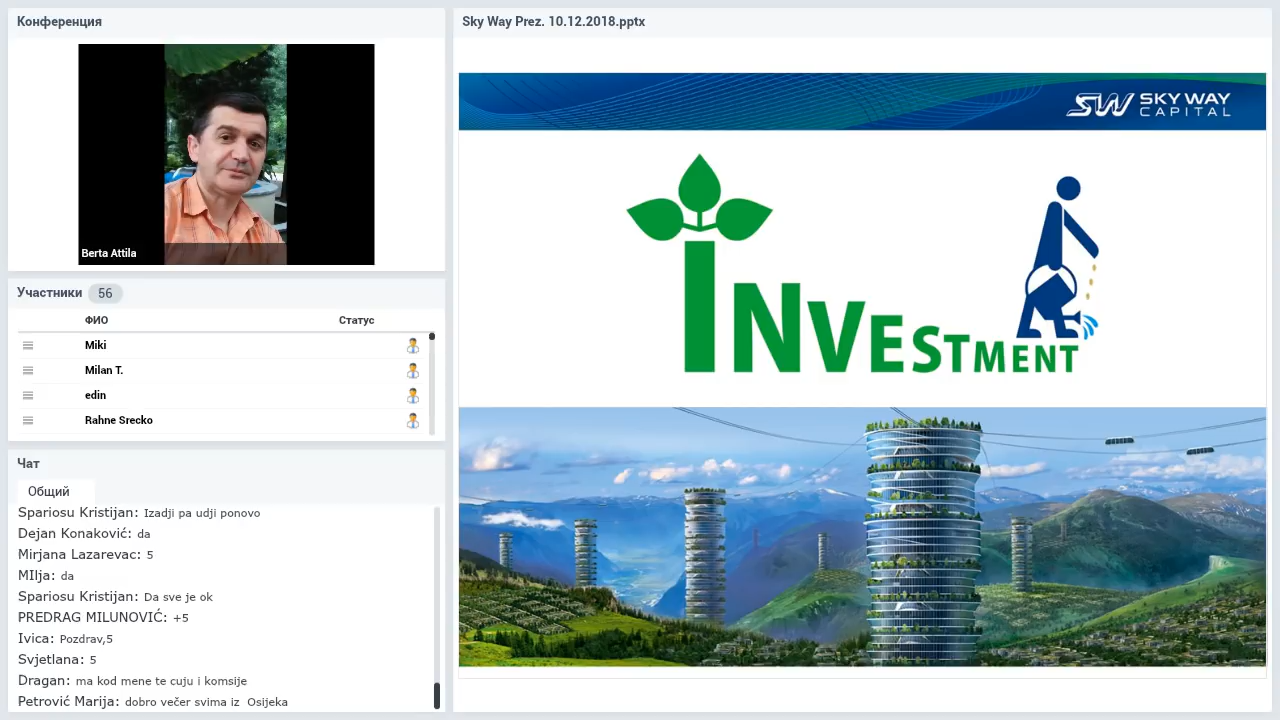 Конференция
Berta Attila
Участники 56
ФИО Статус
Miki
Milan T.
edin
Rahne Srecko
Чат
Общий
Spariosu Kristijan: Izadji pa udji ponovo
Dejan Konaković: da
Mirjana Lazarevac: 5
MIlja: da
Spariosu Kristijan: Da sve je ok
PREDRAG MILUNOVIĆ: +5
Ivica: Pozdrav,5
Svjetlana: 5
Dragan: ma kod mene te cuju i komsije
Petrović Marija: dobro večer svima iz Osijeka
Sky Way Prez. 10.12.2018.pptx
SW SKY WAY
CAPITAL
INVESTMENT